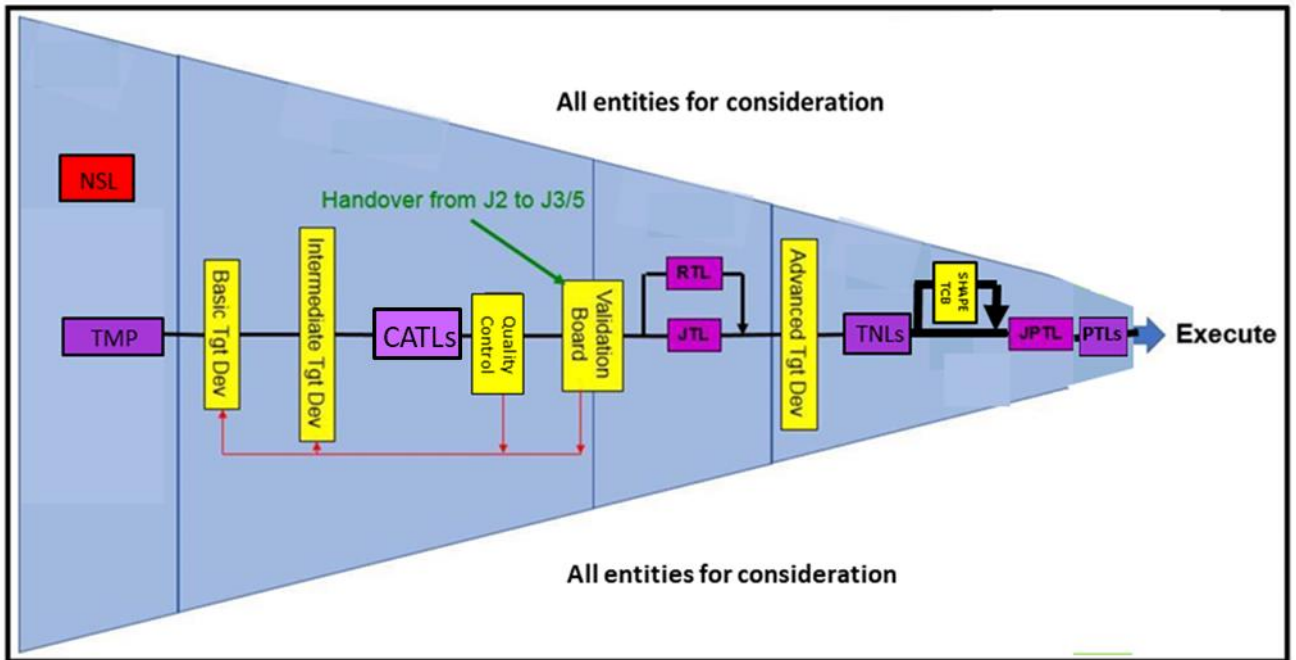 All entities for consideration
NSL
Handover from J2 to J3/5
TMP
Basic Tgt Dev
Intermediate Tgt Dev
CATLs
Quality
Control
Validation
Board
RTL
JTL
Advanced Tgt Dev
TNLs
SHAPE
TCB
JPTL
PTLs
Execute
All entities for consideration